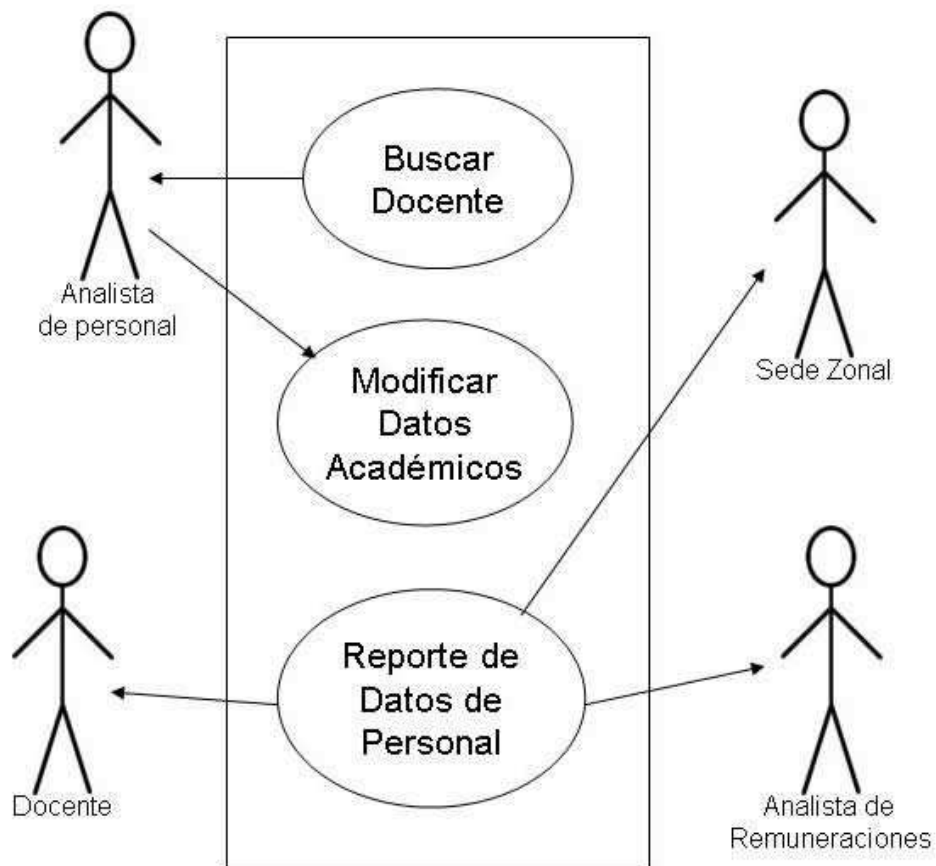 Buscar
Docente
Analista
de personal
Modificar
Datos
Académicos
Sede Zonal
Reporte de
Datos de
Personal
Docente
Analista de
Remuneraciones